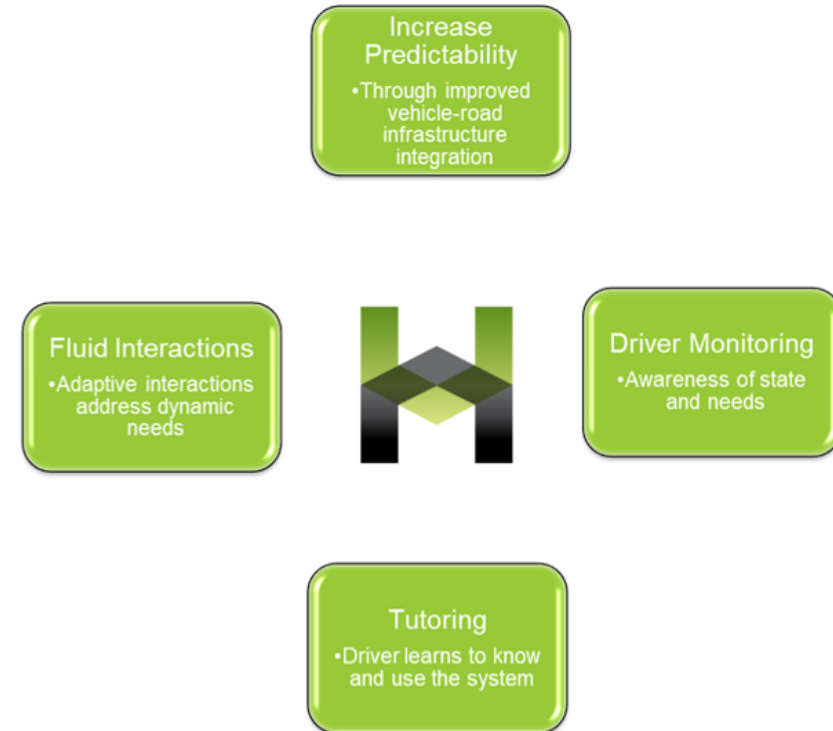 Increase
Predictability
•Through improved
vehicle-road
infrastructure
integration
Fluid Interactions
•Adaptive interactions
address dynamic
needs
Driver Monitoring
•Awareness of state
and needs
Tutoring
•Driver learns to know
and use the system